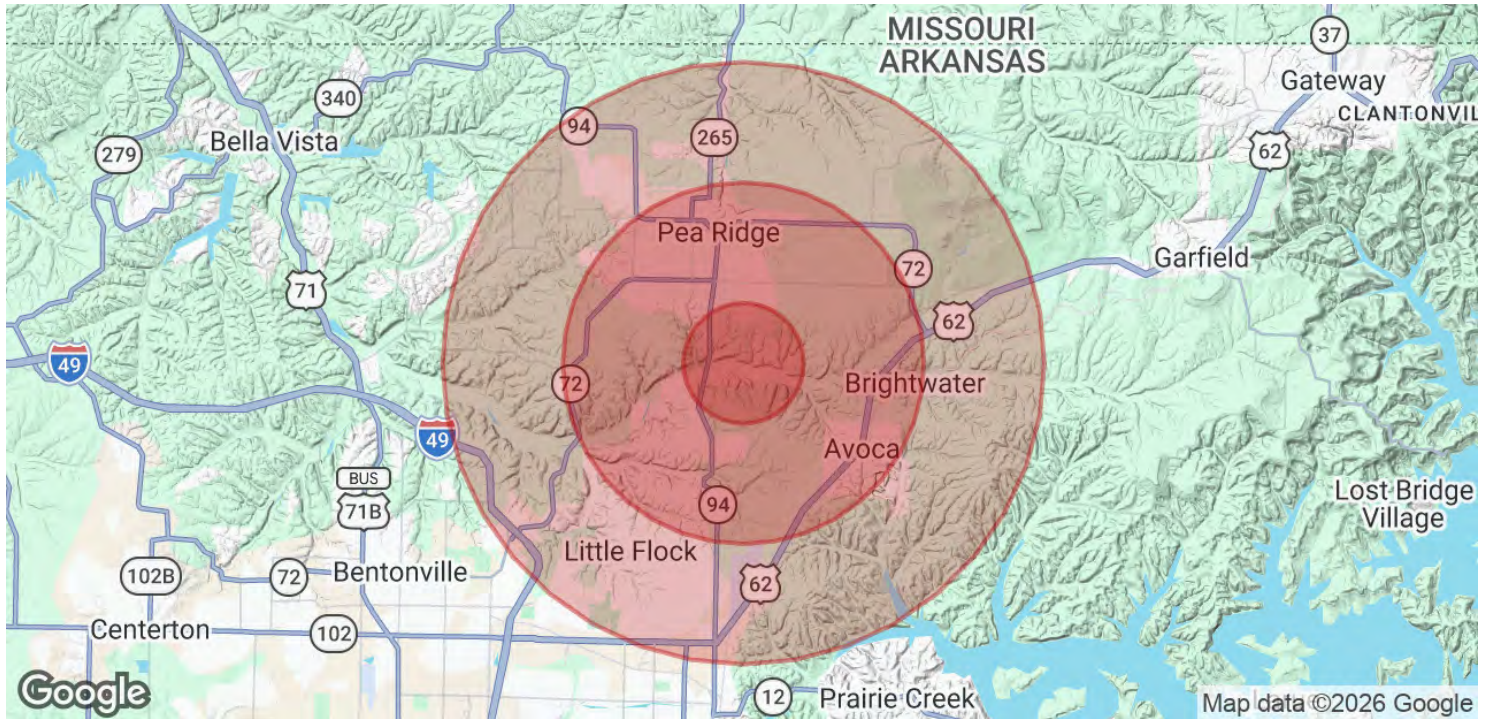 MISSOURI
ARKANSAS
37
Gateway
CLANTONVIL
340
94
265
Bella Vista
279
62
Pea Ridge
Garfield
72
71
62
49
72
Brightwater
49
Avoca
BUS
71B
94
Lost Bridge
Village
Little Flock
102B
72
Bentonville
62
Centerton
102
Google
12
Prairie Creek
Map data ©2026 Google